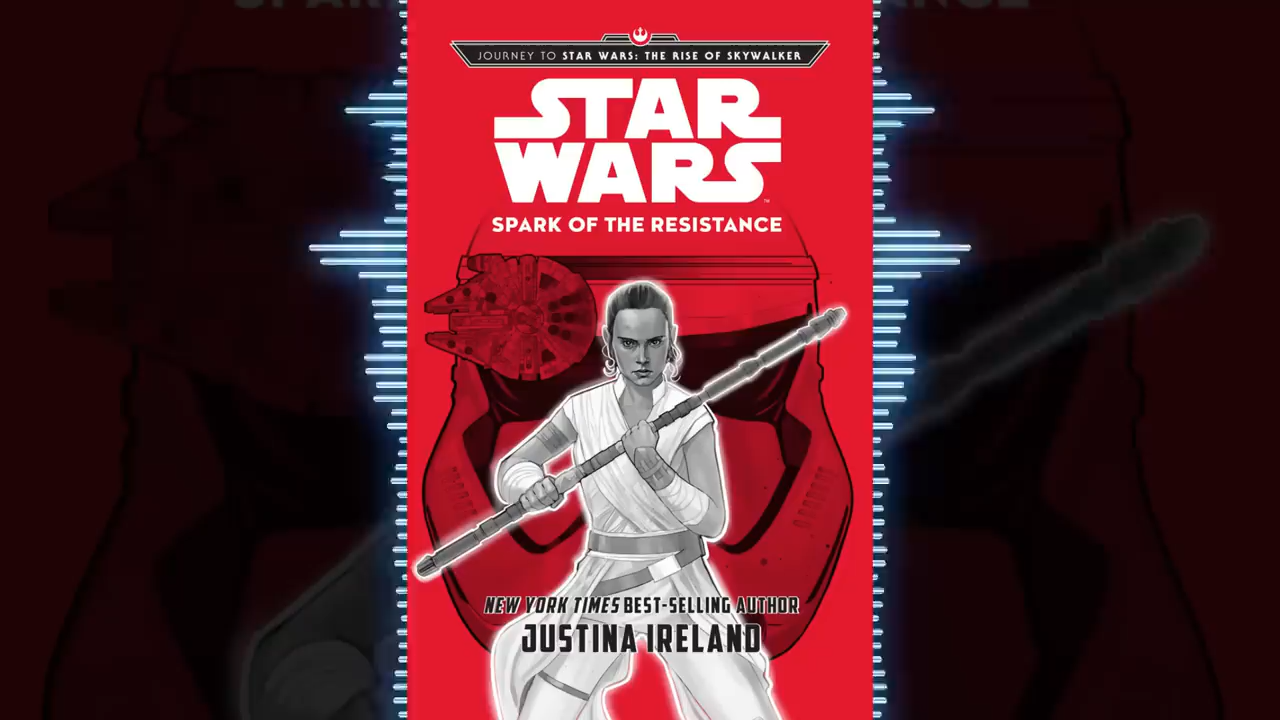 JOURNEY TO STAR WARS: THE RISE OF SKYWALKER
STAR
WARS
™
SPARK OF THE RESISTANCE
NEW YORK TIMES BEST-SELLING AUTHOR
JUSTINA IRELAND